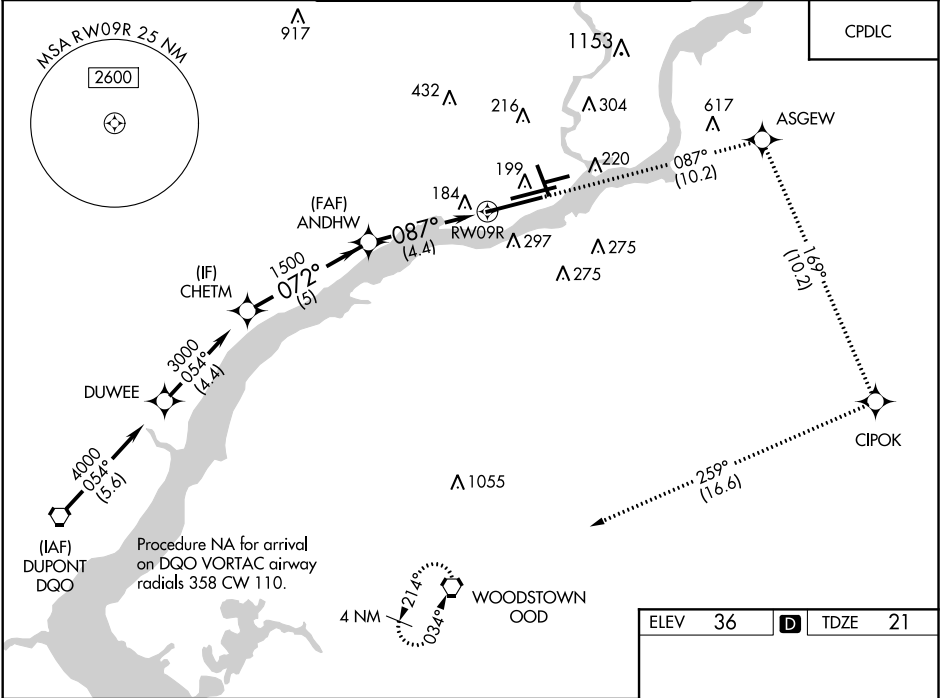 MSA RW09R 25 NM
2600
917
1153
CPDLC
432
216
304
617
ASGEW
199
220
087°
(10.2)
184
(FAF)
ANDHW
087°
(4.4)
RW09R
297
275
275
169°
(10.2)
(IF)
CHETM
1500
072°
(5)
3000
054°
(4.4)
DUWEE
4000
054°
(5.6)
CIPOK
259°
(16.6)
1055
(IAF)
DUPONT
DQO
Procedure NA for arrival
on DQO VORTAC airway
radials 358 CW 110.
4 NM
214°
034°
WOODSTOWN
OOD
ELEV 36 D TDZE 21